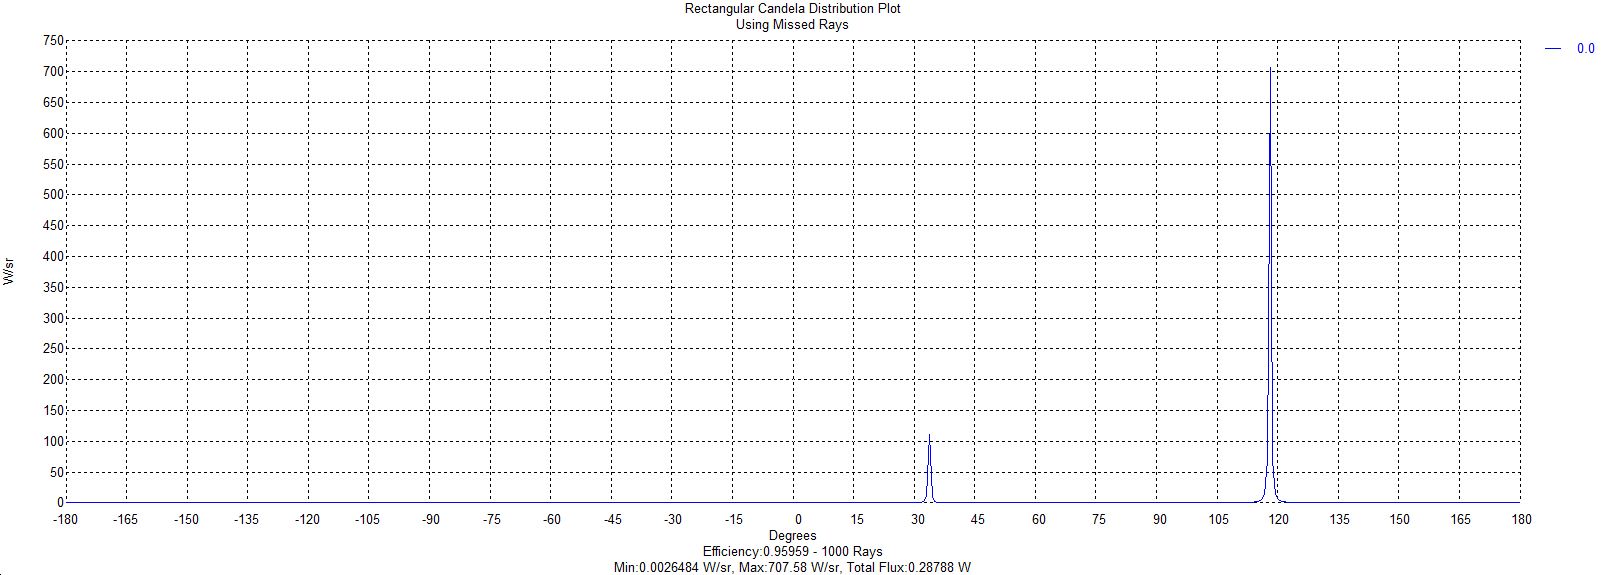 Rectangular Candela Distribution Plot
Using Missed Rays
0.0
750
700
650
600
550
500
450
400
350
300
250
200
150
100
50
0
W/sr
-180 -165 -150 -135 -120 -105 -90 -75 -60 -45 -30 -15 0 15 30 45 60 75 90 105 120 135 150 165 180
Degrees
Efficiency:0.95959 - 1000 Rays
Min:0.0026484 W/sr, Max:707.58 W/sr, Total Flux:0.28788 W